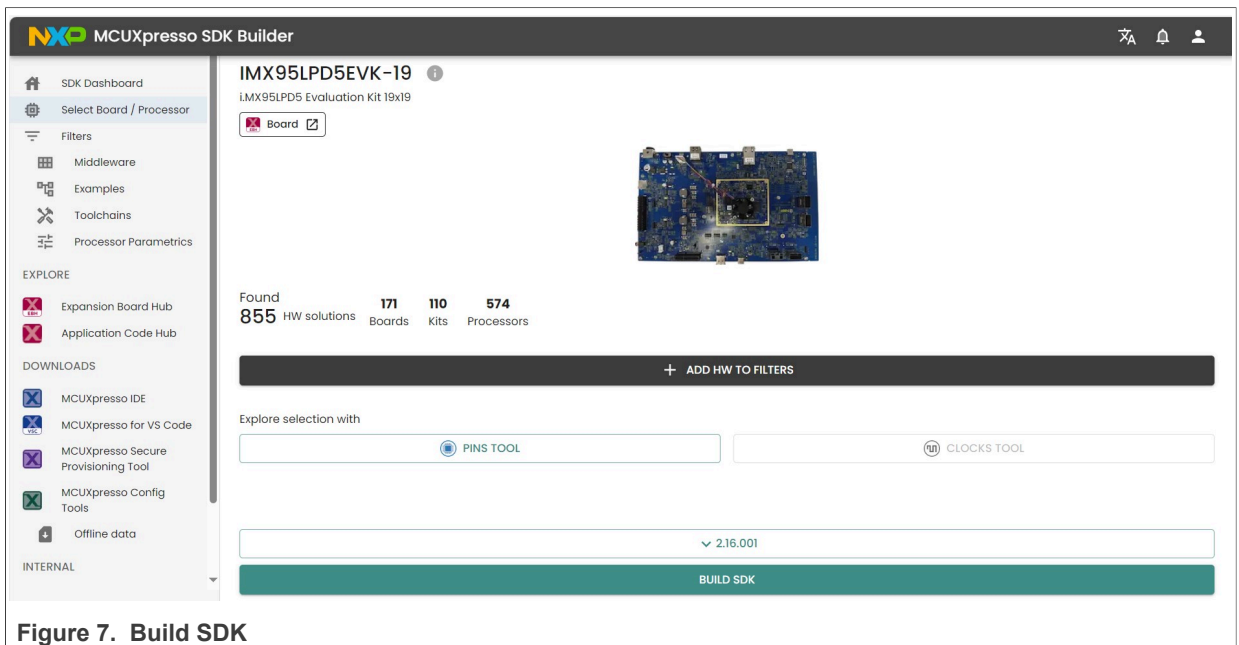 NXP MCUXpresso SDK Builder
SDK Dashboard
Select Board / Processor
Filters
Middleware
Examples
Toolchains
Processor Parametrics
EXPLORE
Expansion Board Hub
Application Code Hub
DOWNLOADS
MCUXpresso IDE
MCUXpresso for VS Code
MCUXpresso Secure
Provisioning Tool
MCUXpresso Config
Tools
Offline data
INTERNAL
IMX95LPD5EVK-19
i.MX95LPD5 Evaluation Kit 19x19
Board
Found
855 HW solutions
171
Boards
110
Kits
574
Processors
+ ADD HW TO FILTERS
Explore selection with
PINS TOOL
CLOCKS TOOL
2.16.001
BUILD SDK
Figure 7. Build SDK